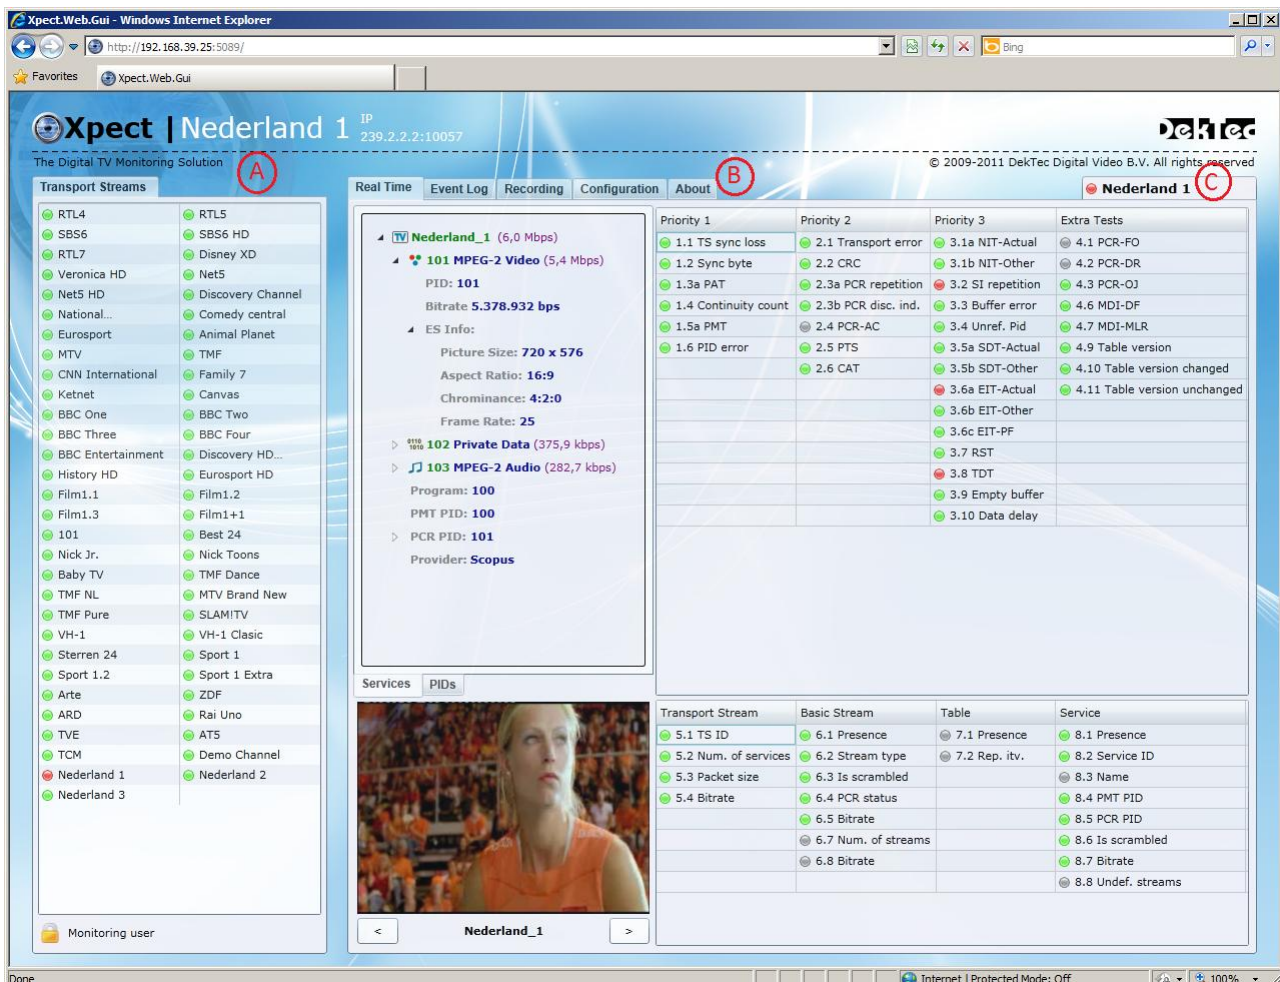 Xpect.Web.Gui - Windows Internet Explorer
http://192.168.39.25:5089/
Bing
Favorites
Xpect.Web.Gui
Xpect | Nederland 1 IP 239.2.2.2:10057
DekTec
The Digital TV Monitoring Solution
© 2009-2011 DekTec Digital Video B.V. All rights reserved
A
B
C
Transport Streams
RTL4 RTL5
SBS6 SBS6 HD
RTL7 Disney XD
Veronica HD Net5
Net5 HD Discovery Channel
National... Comedy central
Eurosport Animal Planet
MTV TMF
CNN International Family 7
Ketnet Canvas
BBC One BBC Two
BBC Three BBC Four
BBC Entertainment Discovery HD...
History HD Eurosport HD
Film1.1 Film1.2
Film1.3 Film1+1
101 Best 24
Nick Jr. Nick Toons
Baby TV TMF Dance
TMF NL MTV Brand New
TMF Pure SLAM!TV
VH-1 VH-1 Clasic
Sterren 24 Sport 1
Sport 1.2 Sport 1 Extra
Arte ZDF
ARD Rai Uno
TVE AT5
TCM Demo Channel
Nederland 1 Nederland 2
Nederland 3
Monitoring user
Real Time Event Log Recording Configuration About
Nederland 1
TV Nederland_1 (6,0 Mbps)
101 MPEG-2 Video (5,4 Mbps)
PID: 101
Bitrate 5.378.932 bps
ES Info:
Picture Size: 720 x 576
Aspect Ratio: 16:9
Chrominance: 4:2:0
Frame Rate: 25
0110 1010 102 Private Data (375,9 kbps)
103 MPEG-2 Audio (282,7 kbps)
Program: 100
PMT PID: 100
PCR PID: 101
Provider: Scopus
Services PIDs
< Nederland_1 >
Priority 1 Priority 2 Priority 3 Extra Tests
1.1 TS sync loss 2.1 Transport error 3.1a NIT-Actual 4.1 PCR-FO
1.2 Sync byte 2.2 CRC 3.1b NIT-Other 4.2 PCR-DR
1.3a PAT 2.3a PCR repetition 3.2 SI repetition 4.3 PCR-OJ
1.4 Continuity count 2.3b PCR disc. ind. 3.3 Buffer error 4.6 MDI-DF
1.5a PMT 2.4 PCR-AC 3.4 Unref. Pid 4.7 MDI-MLR
1.6 PID error 2.5 PTS 3.5a SDT-Actual 4.9 Table version
2.6 CAT 3.5b SDT-Other 4.10 Table version changed
3.6a EIT-Actual 4.11 Table version unchanged
3.6b EIT-Other
3.6c EIT-PF
3.7 RST
3.8 TDT
3.9 Empty buffer
3.10 Data delay
Transport Stream Basic Stream Table Service
5.1 TS ID 6.1 Presence 7.1 Presence 8.1 Presence
5.2 Num. of services 6.2 Stream type 7.2 Rep. itv. 8.2 Service ID
5.3 Packet size 6.3 Is scrambled 8.3 Name
5.4 Bitrate 6.4 PCR status 8.4 PMT PID
6.5 Bitrate 8.5 PCR PID
6.7 Num. of streams 8.6 Is scrambled
6.8 Bitrate 8.7 Bitrate
8.8 Undef. streams
Done
Internet | Protected Mode: Off
100%